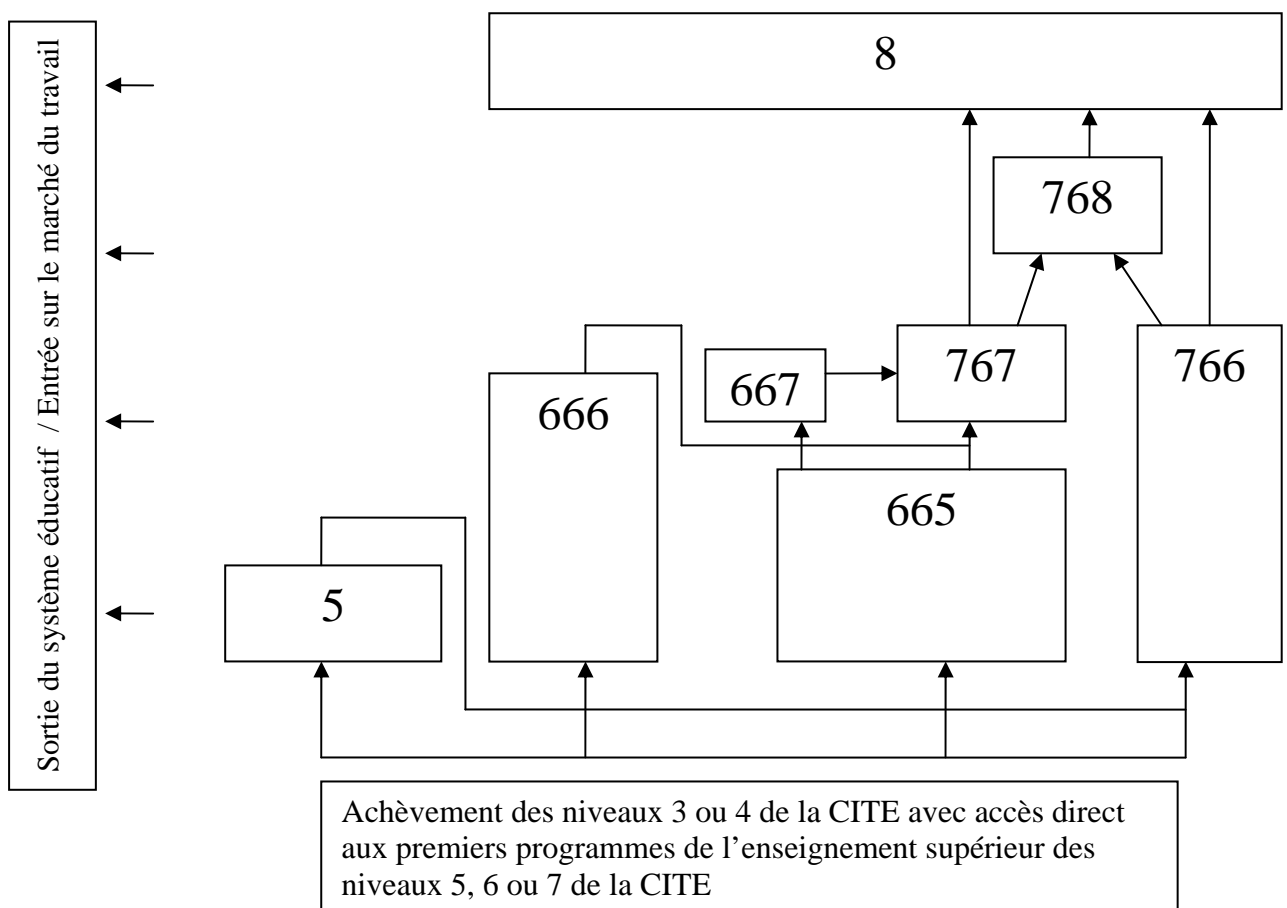 Sortie du système éducatif / Entrée sur le marché du travail
8
768
767
766
667
666
665
5
Achèvement des niveaux 3 ou 4 de la CITE avec accès direct
aux premiers programmes de l’enseignement supérieur des
niveaux 5, 6 ou 7 de la CITE